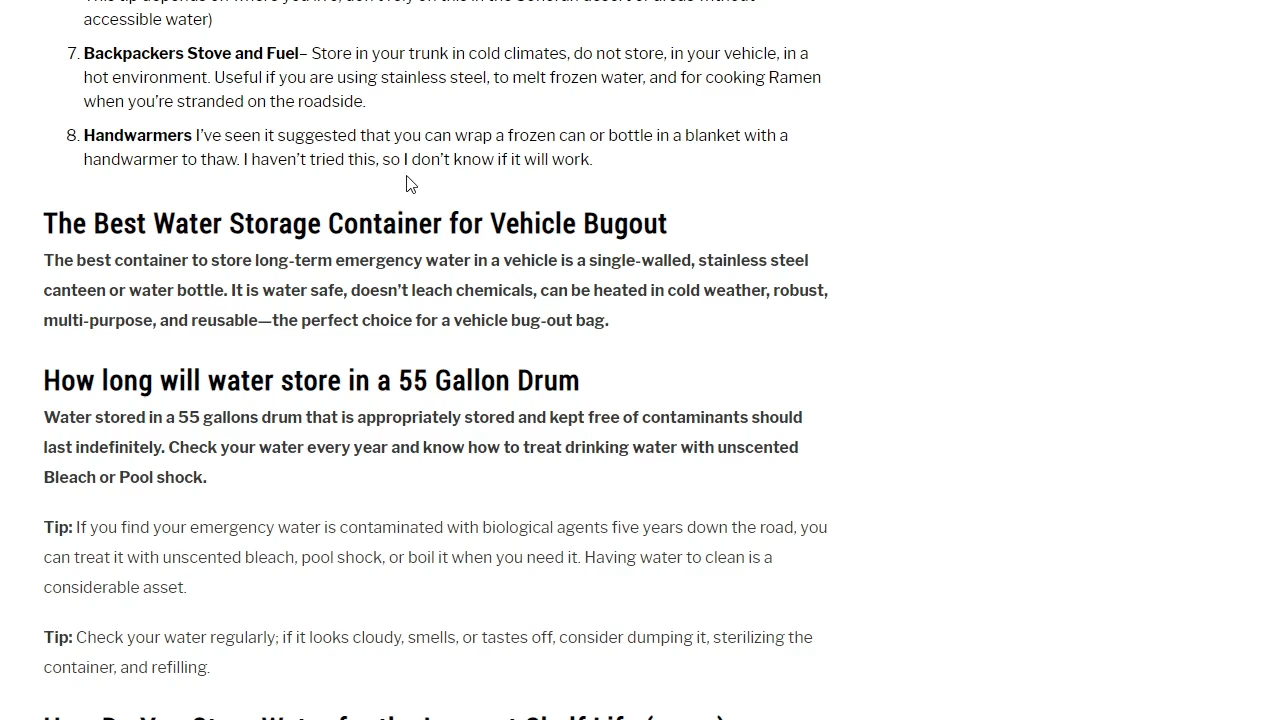 accessible water)
7. Backpackers Stove and Fuel– Store in your trunk in cold climates, do not store, in your vehicle, in a
hot environment. Useful if you are using stainless steel, to melt frozen water, and for cooking Ramen
when you’re stranded on the roadside.
8. Handwarmers I’ve seen it suggested that you can wrap a frozen can or bottle in a blanket with a
handwarmer to thaw. I haven’t tried this, so I don’t know if it will work.
The Best Water Storage Container for Vehicle Bugout
The best container to store long-term emergency water in a vehicle is a single-walled, stainless steel
canteen or water bottle. It is water safe, doesn’t leach chemicals, can be heated in cold weather, robust,
multi-purpose, and reusable—the perfect choice for a vehicle bug-out bag.
How long will water store in a 55 Gallon Drum
Water stored in a 55 gallons drum that is appropriately stored and kept free of contaminants should
last indefinitely. Check your water every year and know how to treat drinking water with unscented
Bleach or Pool shock.
Tip: If you find your emergency water is contaminated with biological agents five years down the road, you
can treat it with unscented bleach, pool shock, or boil it when you need it. Having water to clean is a
considerable asset.
Tip: Check your water regularly; if it looks cloudy, smells, or tastes off, consider dumping it, sterilizing the
container, and refilling.